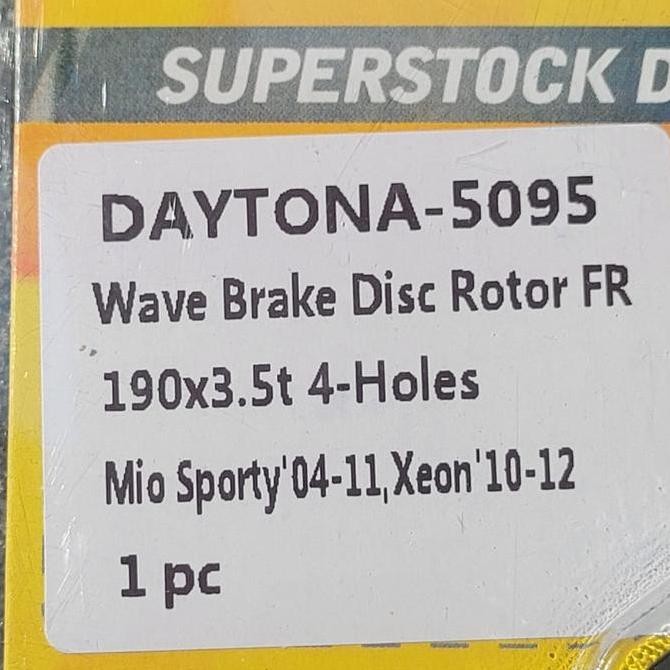 SUPERSTOCK D
DAYTONA-5095
Wave Brake Disc Rotor FR
190x3.5t 4-Holes
Mio Sporty'04-11,Xeon'10-12
1 pc